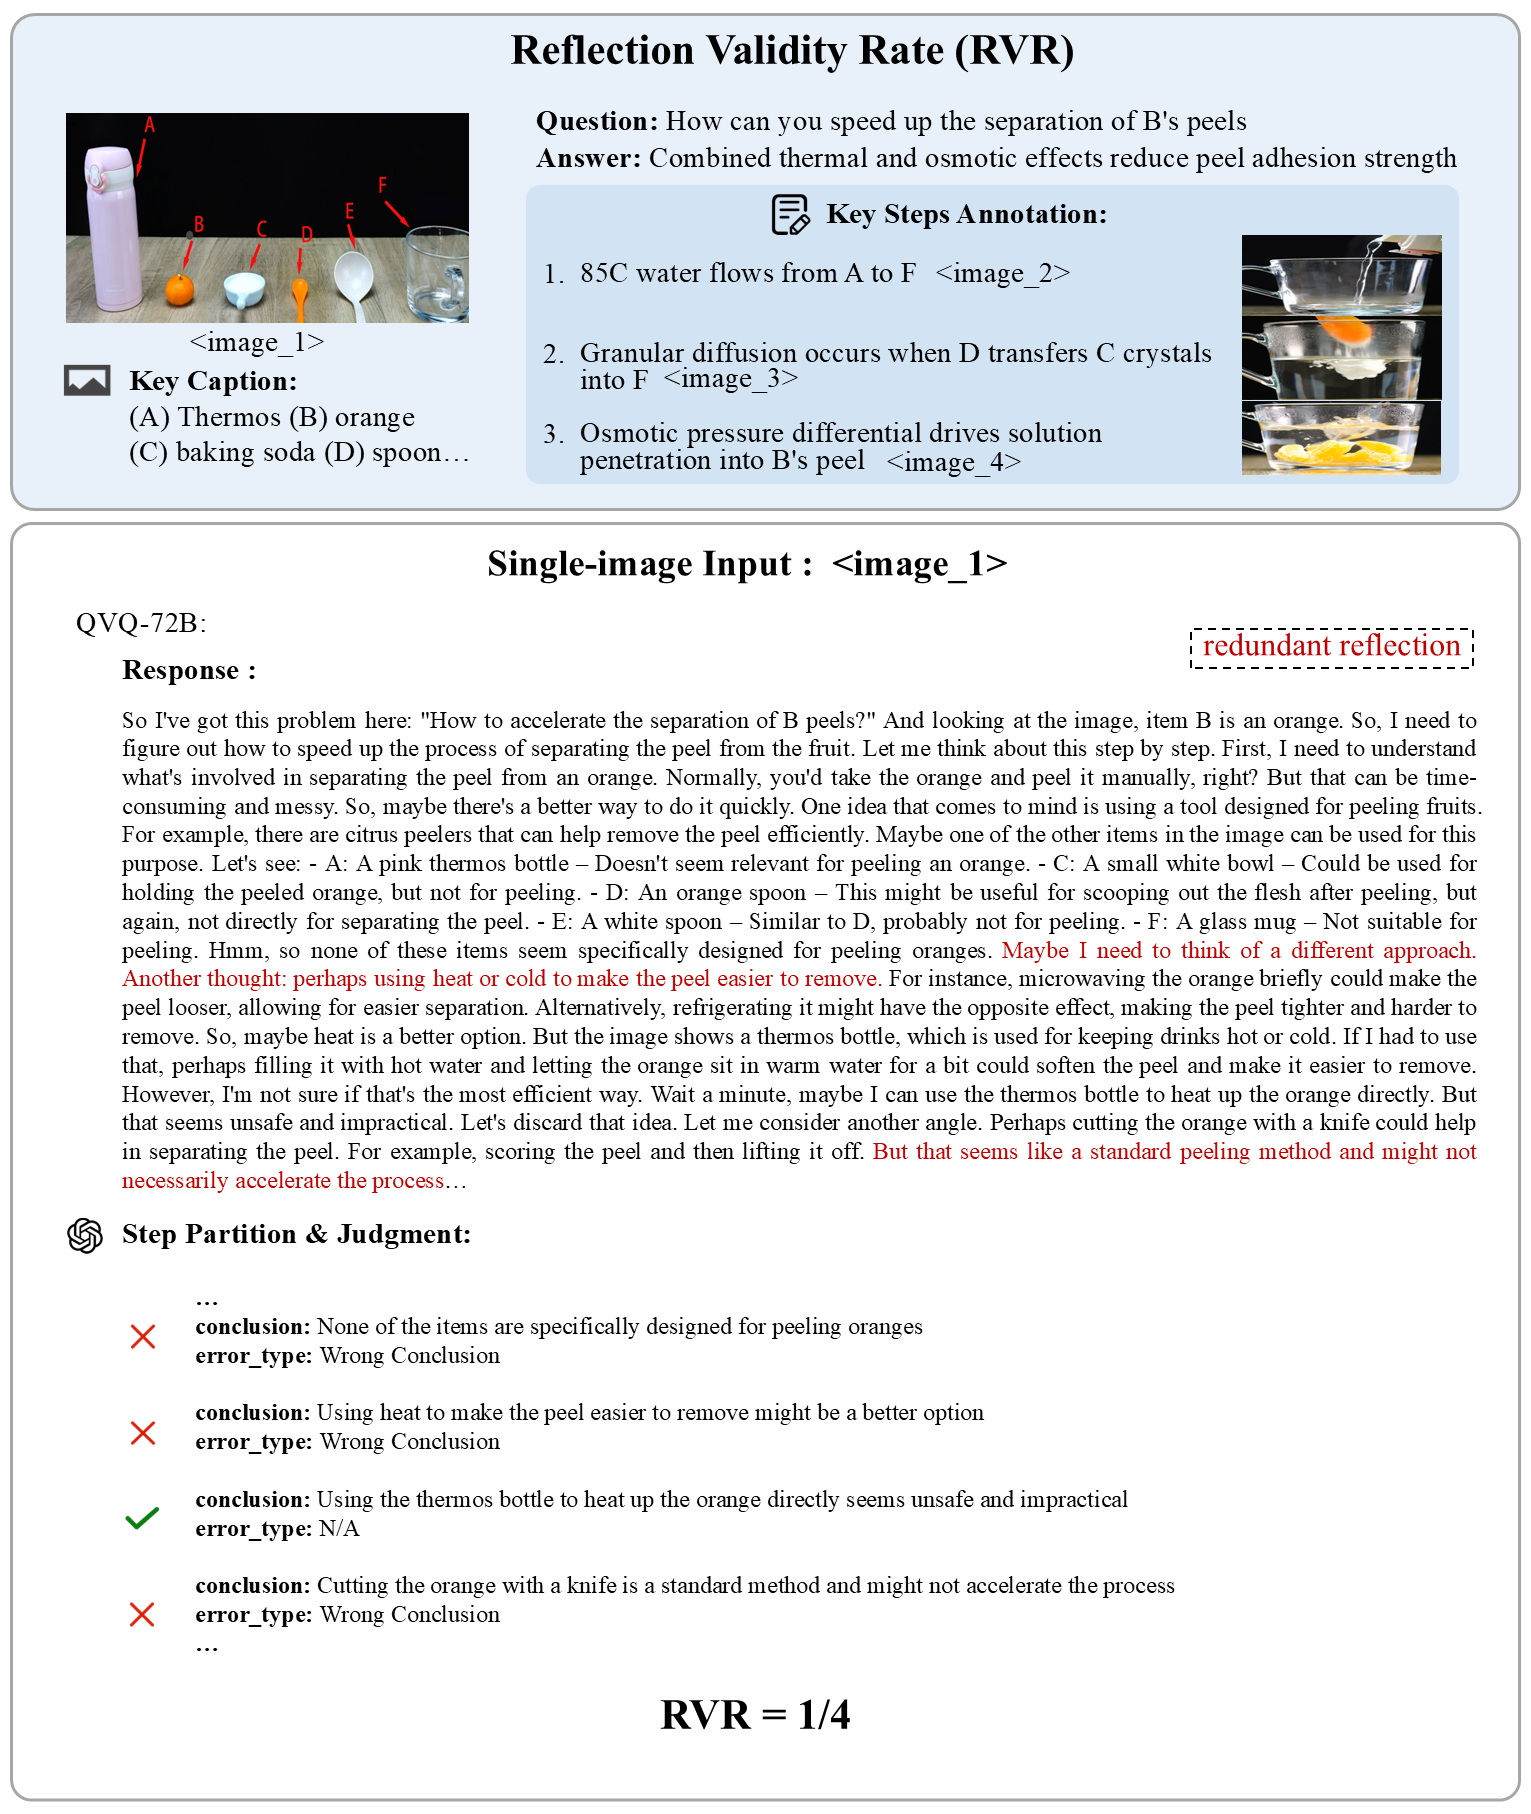 Reflection Validity Rate (RVR)
A
B
C
D
E
F
<image_1>
Key Caption:
(A) Thermos (B) orange
(C) baking soda (D) spoon…
Question: How can you speed up the separation of B's peels
Answer: Combined thermal and osmotic effects reduce peel adhesion strength
Key Steps Annotation:
1. 85C water flows from A to F <image_2>
2. Granular diffusion occurs when D transfers C crystals
into F <image_3>
3. Osmotic pressure differential drives solution
penetration into B's peel <image_4>
Single-image Input : <image_1>
QVQ-72B:
redundant reflection
Response :
So I've got this problem here: "How to accelerate the separation of B peels?" And looking at the image, item B is an orange. So, I need to
figure out how to speed up the process of separating the peel from the fruit. Let me think about this step by step. First, I need to understand
what's involved in separating the peel from an orange. Normally, you'd take the orange and peel it manually, right? But that can be time-
consuming and messy. So, maybe there's a better way to do it quickly. One idea that comes to mind is using a tool designed for peeling fruits.
For example, there are citrus peelers that can help remove the peel efficiently. Maybe one of the other items in the image can be used for this
purpose. Let's see: - A: A pink thermos bottle – Doesn't seem relevant for peeling an orange. - C: A small white bowl – Could be used for
holding the peeled orange, but not for peeling. - D: An orange spoon – This might be useful for scooping out the flesh after peeling, but
again, not directly for separating the peel. - E: A white spoon – Similar to D, probably not for peeling. - F: A glass mug – Not suitable for
peeling. Hmm, so none of these items seem specifically designed for peeling oranges. Maybe I need to think of a different approach.
Another thought: perhaps using heat or cold to make the peel easier to remove. For instance, microwaving the orange briefly could make the
peel looser, allowing for easier separation. Alternatively, refrigerating it might have the opposite effect, making the peel tighter and harder to
remove. So, maybe heat is a better option. But the image shows a thermos bottle, which is used for keeping drinks hot or cold. If I had to use
that, perhaps filling it with hot water and letting the orange sit in warm water for a bit could soften the peel and make it easier to remove.
However, I'm not sure if that's the most efficient way. Wait a minute, maybe I can use the thermos bottle to heat up the orange directly. But
that seems unsafe and impractical. Let's discard that idea. Let me consider another angle. Perhaps cutting the orange with a knife could help
in separating the peel. For example, scoring the peel and then lifting it off. But that seems like a standard peeling method and might not
necessarily accelerate the process…
Step Partition & Judgment:
…
conclusion: None of the items are specifically designed for peeling oranges
error_type: Wrong Conclusion
conclusion: Using heat to make the peel easier to remove might be a better option
error_type: Wrong Conclusion
conclusion: Using the thermos bottle to heat up the orange directly seems unsafe and impractical
error_type: N/A
conclusion: Cutting the orange with a knife is a standard method and might not accelerate the process
error_type: Wrong Conclusion
…
RVR = 1/4